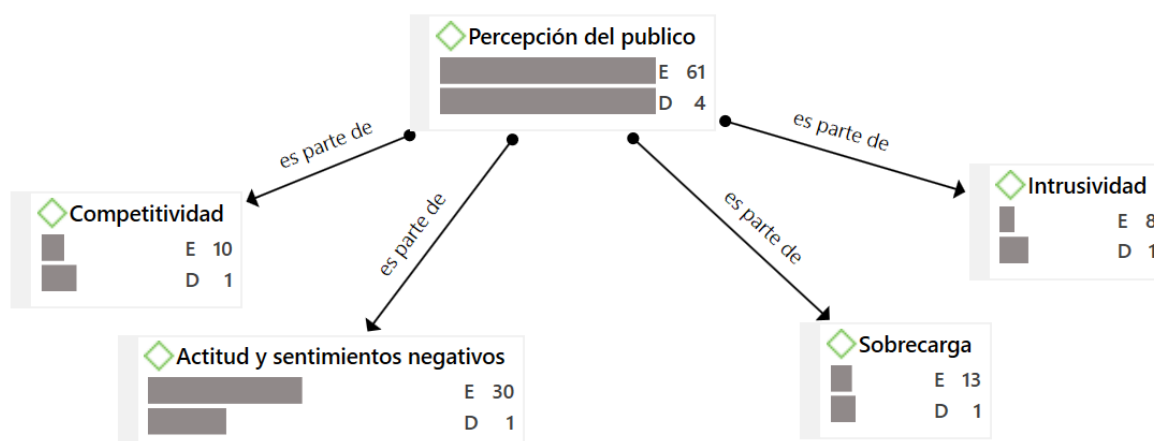 Percepción del publico
E 61
D 4
es parte de
es parte de
es parte de
es parte de
Competitividad
E 10
D 1
Intrusividad
E 8
D 1
Actitud y sentimientos negativos
E 30
D 1
Sobrecarga
E 13
D 1